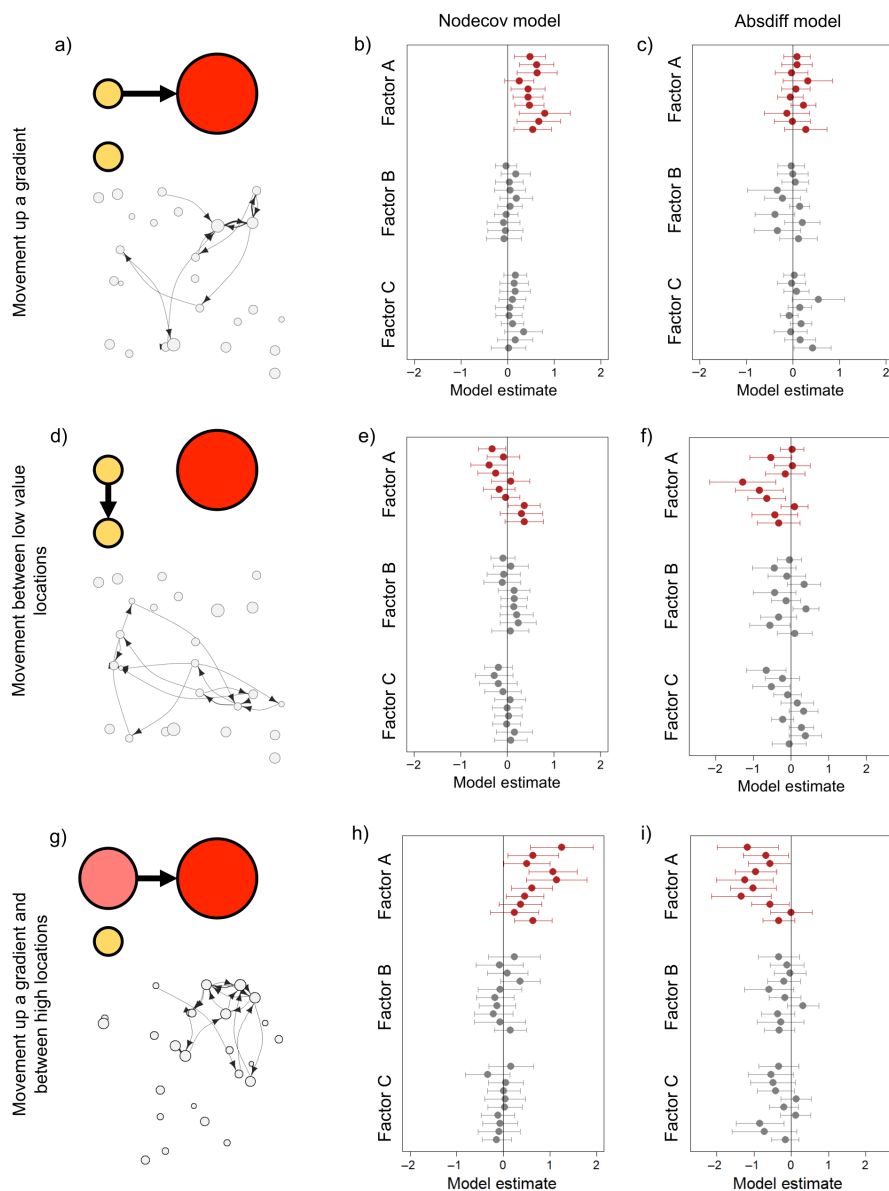 Nodecov model
Absdiff model
a)
b)
c)
Movement up a gradient
Factor A
Factor B
Factor C
−2 −1 0 1 2
Model estimate
Factor A
Factor B
Factor C
−2 −1 0 1 2
Model estimate
d)
e)
f)
Movement between low value
locations
Factor A
Factor B
Factor C
−2 −1 0 1 2
Model estimate
Factor A
Factor B
Factor C
−2 −1 0 1 2
Model estimate
g)
h)
i)
Movement up a gradient and
between high locations
Factor A
Factor B
Factor C
−2 −1 0 1 2
Model estimate
Factor A
Factor B
Factor C
−2 −1 0 1 2
Model estimate